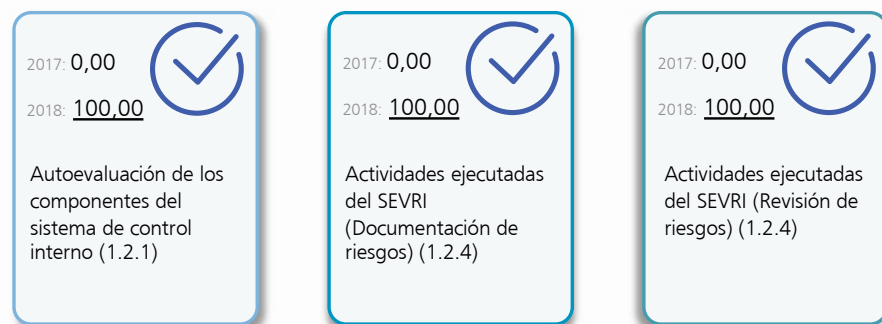 2017: 0,00
2018: 100,00
Autoevaluación de los
componentes del
sistema de control
interno (1.2.1)
2017: 0,00
2018: 100,00
Actividades ejecutadas
del SEVRI
(Documentación de
riesgos) (1.2.4)
2017: 0,00
2018: 100,00
Actividades ejecutadas
del SEVRI (Revisión de
riesgos) (1.2.4)